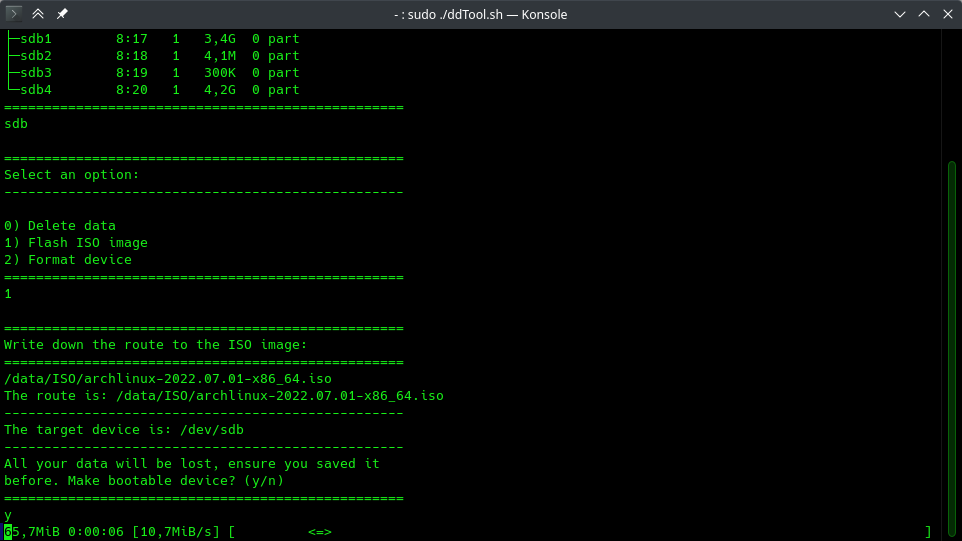 - : sudo ./ddTool.sh — Konsole
├─sdb1        8:17   1   3,4G  0 part
├─sdb2        8:18   1   4,1M  0 part
├─sdb3        8:19   1   300K  0 part
└─sdb4        8:20   1   4,2G  0 part
==================================================
sdb
==================================================
Select an option:
--------------------------------------------------
0) Delete data
1) Flash ISO image
2) Format device
==================================================
1
==================================================
Write down the route to the ISO image:
==================================================
/data/ISO/archlinux-2022.07.01-x86_64.iso
The route is: /data/ISO/archlinux-2022.07.01-x86_64.iso
--------------------------------------------------
The target device is: /dev/sdb
--------------------------------------------------
All your data will be lost, ensure you saved it
before. Make bootable device? (y/n)
==================================================
y
65,7MiB 0:00:06 [10,7MiB/s] [         <=>                                                                          ]